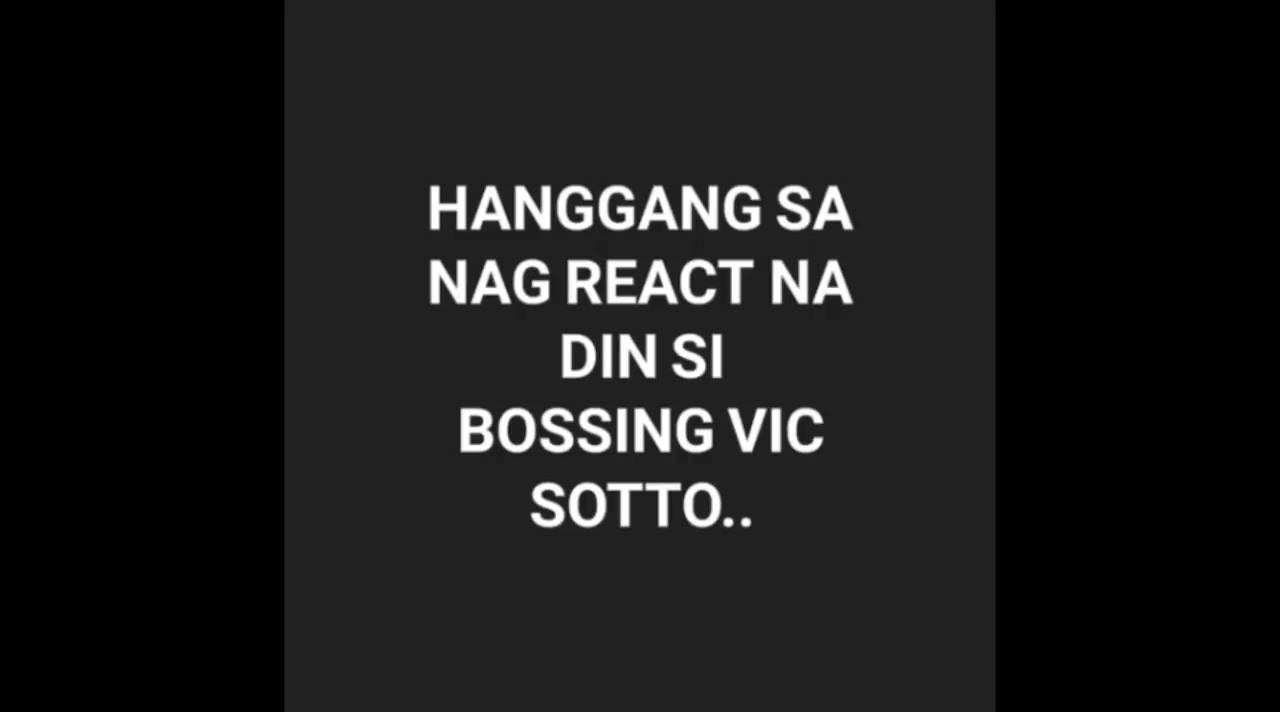 HANGGANG SA
NAG REACT NA
DIN SI
BOSSING VIC
SOTTO..